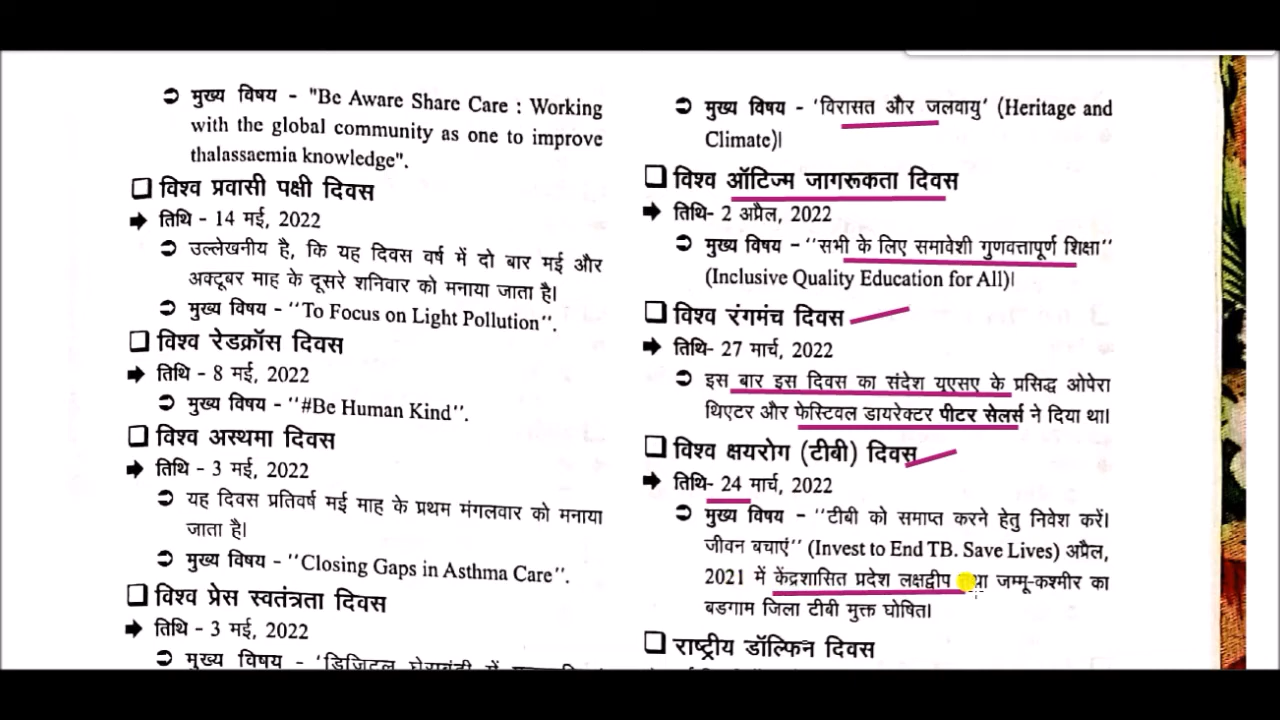 ➲ मुख्य विषय - "Be Aware Share Care : Working
with the global community as one to improve
thalassaemia knowledge".
❑ विश्व प्रवासी पक्षी दिवस
➡ तिथि - 14 मई, 2022
➲ उल्लेखनीय है, कि यह दिवस वर्ष में दो बार मई और
अक्टूबर माह के दूसरे शनिवार को मनाया जाता है।
➲ मुख्य विषय - ''To Focus on Light Pollution''.
❑ विश्व रेडक्रॉस दिवस
➡ तिथि - 8 मई, 2022
➲ मुख्य विषय - ''#Be Human Kind''.
❑ विश्व अस्थमा दिवस
➡ तिथि - 3 मई, 2022
➲ यह दिवस प्रतिवर्ष मई माह के प्रथम मंगलवार को मनाया
जाता है।
➲ मुख्य विषय - ''Closing Gaps in Asthma Care''.
❑ विश्व प्रेस स्वतंत्रता दिवस
➡ तिथि - 3 मई, 2022
➲ मुख्य विषय - 'डिजिटल घेराबंदी में
➲ मुख्य विषय - 'विरासत और जलवायु' (Heritage and
Climate)।
❑ विश्व ऑटिज्म जागरूकता दिवस
➡ तिथि- 2 अप्रैल, 2022
➲ मुख्य विषय - ''सभी के लिए समावेशी गुणवत्तापूर्ण शिक्षा''
(Inclusive Quality Education for All)।
❑ विश्व रंगमंच दिवस
➡ तिथि- 27 मार्च, 2022
➲ इस बार इस दिवस का संदेश यूएसए के प्रसिद्ध ओपेरा
थिएटर और फेस्टिवल डायरेक्टर पीटर सेलर्स ने दिया था।
❑ विश्व क्षयरोग (टीबी) दिवस
➡ तिथि- 24 मार्च, 2022
➲ मुख्य विषय - ''टीबी को समाप्त करने हेतु निवेश करें।
जीवन बचाएं'' (Invest to End TB. Save Lives) अप्रैल,
2021 में केंद्रशासित प्रदेश लक्षद्वीप तथा जम्मू-कश्मीर का
बडगाम जिला टीबी मुक्त घोषित।
❑ राष्ट्रीय डॉल्फिन दिवस